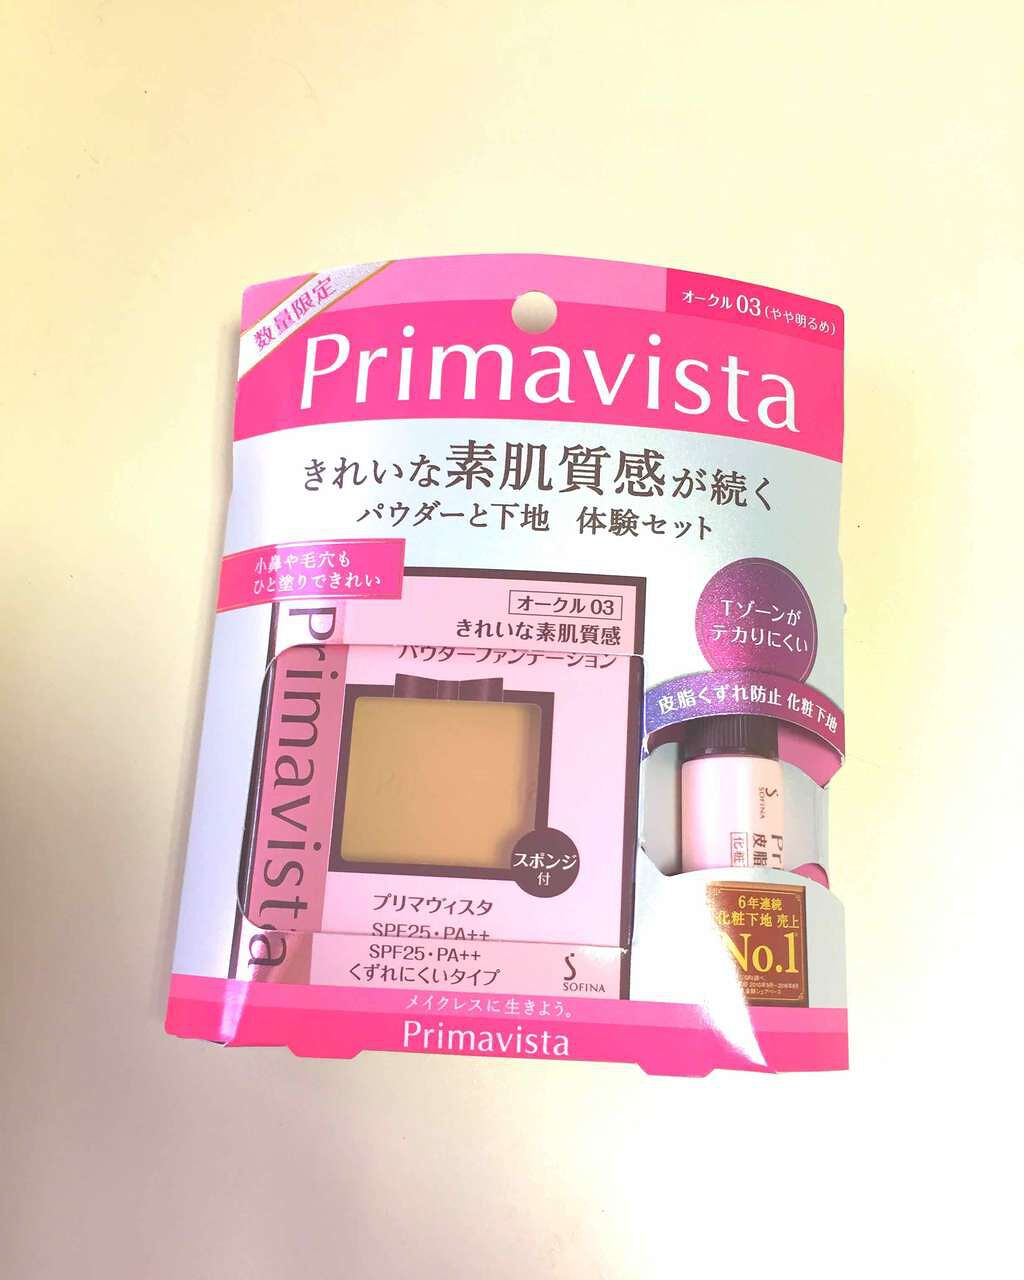 数量限定
オークル03(やや明るめ)
Primavista
きれいな素肌質感が続く
パウダーと下地 体験セット
小鼻や毛穴も
ひと塗りできれい
オークル03
きれいな素肌質感
パウダーファンデーション
Primavista
スポンジ
付
プリマヴィスタ
SPF25・PA++
SPF25・PA++
くずれにくいタイプ
SOFINA
Tゾーンが
テカりにくい
皮脂くずれ防止 化粧下地
SOFINA
Pri
皮脂
化粧
6年連続
化粧下地 売上
No.1
メイクレスに生きよう。
Primavista